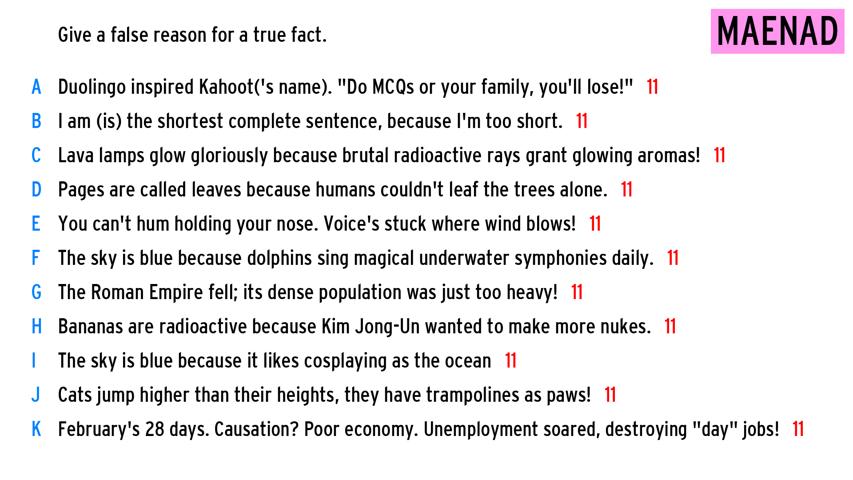 Give a false reason for a true fact.
MAENAD
A Duolingo inspired Kahoot('s name). "Do MCQs or your family, you'll lose!" 11
B I am (is) the shortest complete sentence, because I'm too short. 11
C Lava lamps glow gloriously because brutal radioactive rays grant glowing aromas! 11
D Pages are called leaves because humans couldn't leaf the trees alone. 11
E You can't hum holding your nose. Voice's stuck where wind blows! 11
F The sky is blue because dolphins sing magical underwater symphonies daily. 11
G The Roman Empire fell; its dense population was just too heavy! 11
H Bananas are radioactive because Kim Jong-Un wanted to make more nukes. 11
I The sky is blue because it likes cosplaying as the ocean 11
J Cats jump higher than their heights, they have trampolines as paws! 11
K February's 28 days. Causation? Poor economy. Unemployment soared, destroying "day" jobs! 11